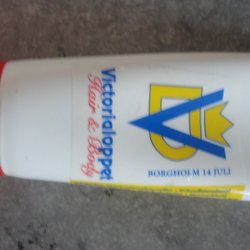 Victorialoppet
Hair & Body
BORGHOLM 14 JULI